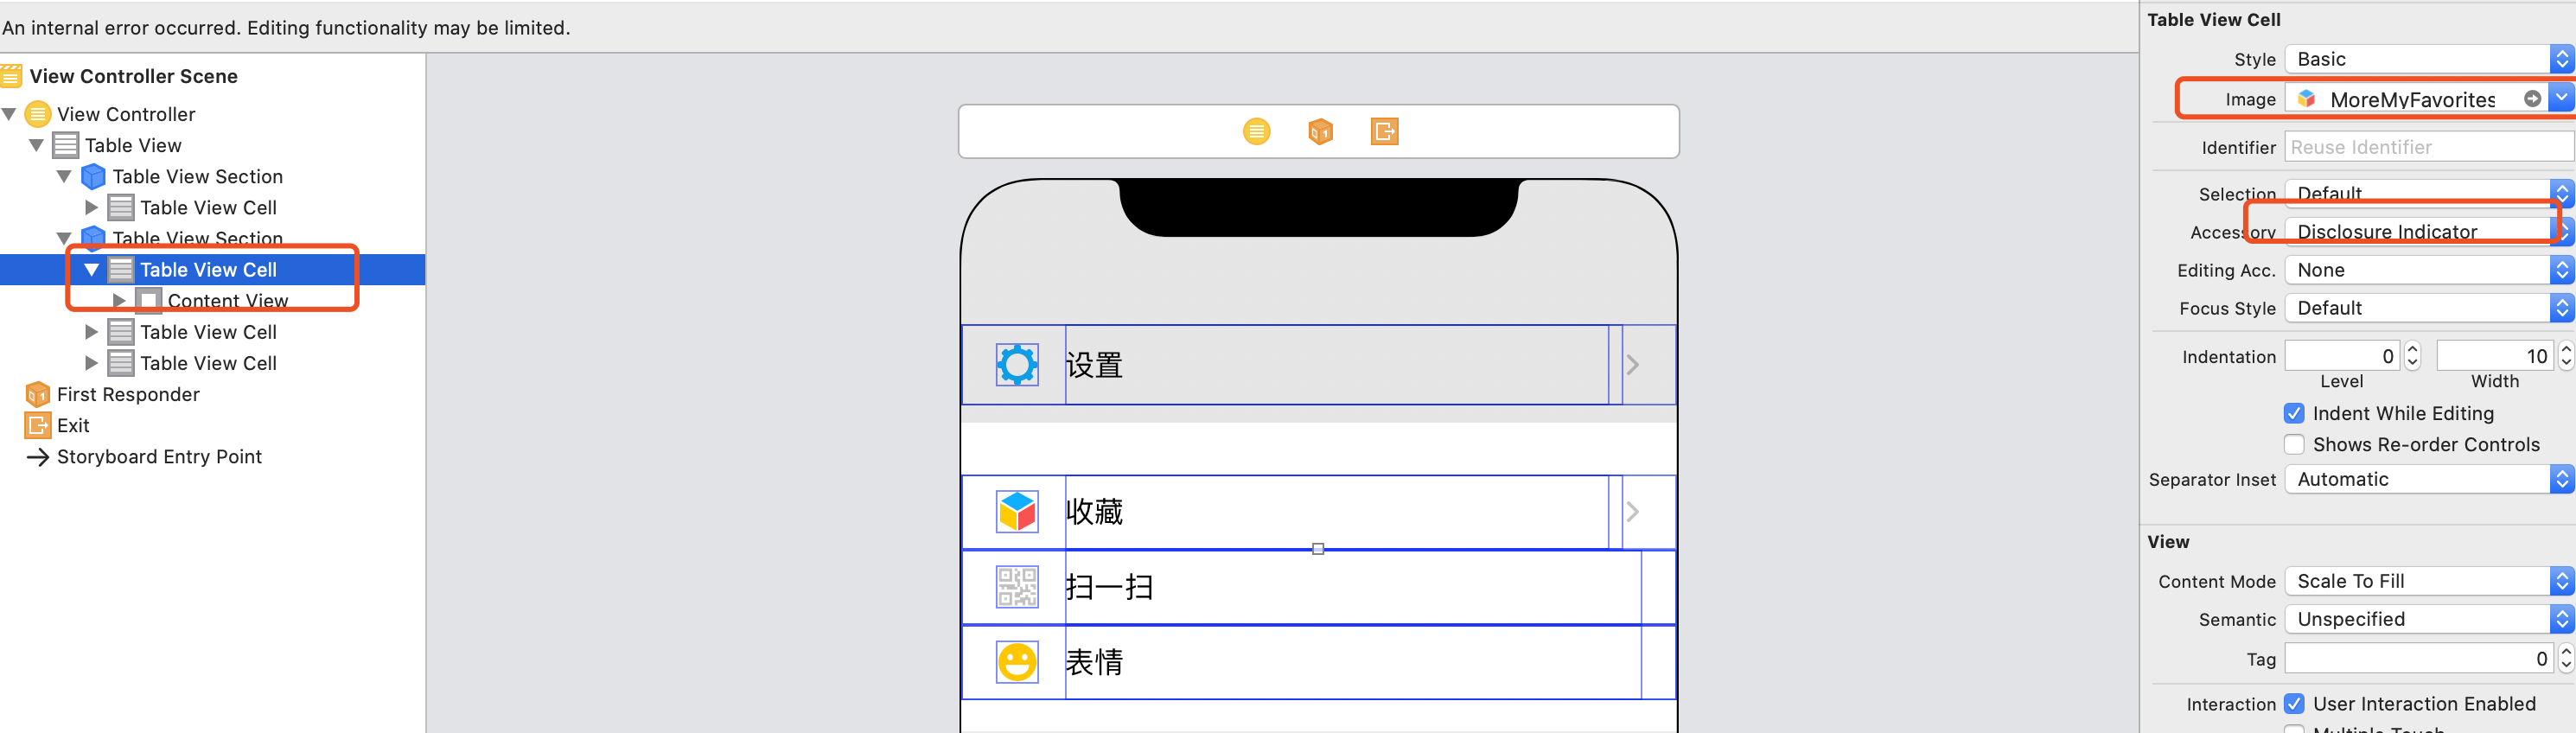 An internal error occurred. Editing functionality may be limited.
View Controller Scene
View Controller
Table View
Table View Section
Table View Cell
Table View Section
Table View Cell
Content View
Table View Cell
Table View Cell
First Responder
Exit
Storyboard Entry Point
设置
收藏
扫一扫
表情
Table View Cell
Style Basic
Image MoreMyFavorites
Identifier Reuse Identifier
Selection Default
Accessory Disclosure Indicator
Editing Acc. None
Focus Style Default
Indentation 0 10
Level Width
Indent While Editing
Shows Re-order Controls
Separator Inset Automatic
View
Content Mode Scale To Fill
Semantic Unspecified
Tag 0
Interaction User Interaction Enabled
Multiple Touch